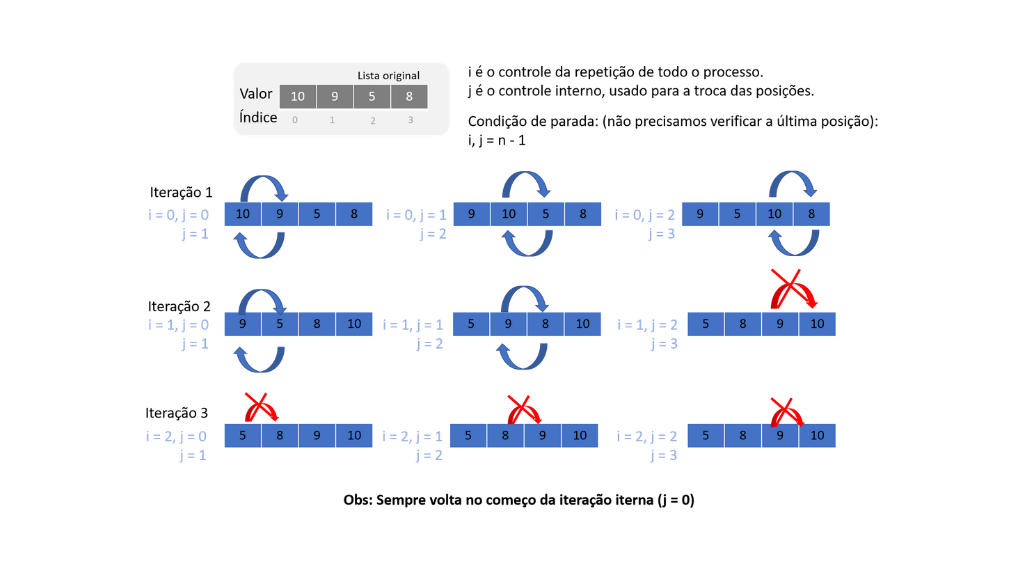 Lista original
Valor 10 9 5 8
Índice 0 1 2 3
i é o controle da repetição de todo o processo.
j é o controle interno, usado para a troca das posições.
Condição de parada: (não precisamos verificar a última posição):
i, j = n - 1
Iteração 1
i = 0, j = 0 10 9 5 8
j = 1
i = 0, j = 1 9 10 5 8
j = 2
i = 0, j = 2 9 5 10 8
j = 3
Iteração 2
i = 1, j = 0 9 5 8 10
j = 1
i = 1, j = 1 5 9 8 10
j = 2
i = 1, j = 2 5 8 9 10
j = 3
Iteração 3
i = 2, j = 0 5 8 9 10
j = 1
i = 2, j = 1 5 8 9 10
j = 2
i = 2, j = 2 5 8 9 10
j = 3
Obs: Sempre volta no começo da iteração iterna (j = 0)